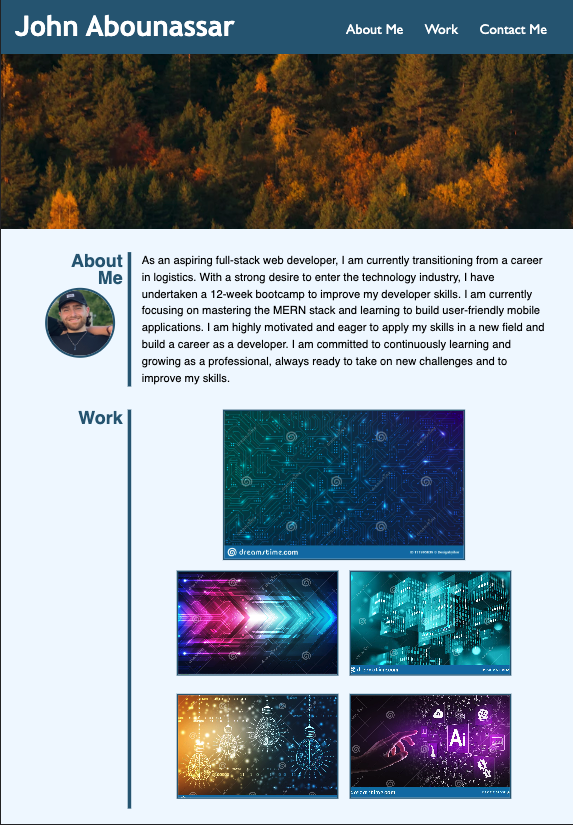 John Abounassar
About Me Work Contact Me
About
Me
As an aspiring full-stack web developer, I am currently transitioning from a career
in logistics. With a strong desire to enter the technology industry, I have
undertaken a 12-week bootcamp to improve my developer skills. I am currently
focusing on mastering the MERN stack and learning to build user-friendly mobile
applications. I am highly motivated and eager to apply my skills in a new field and
build a career as a developer. I am committed to continuously learning and
growing as a professional, always ready to take on new challenges and to
improve my skills.
Work
dreamstime.com
dreamstime.com
Ai
dreamstime.com